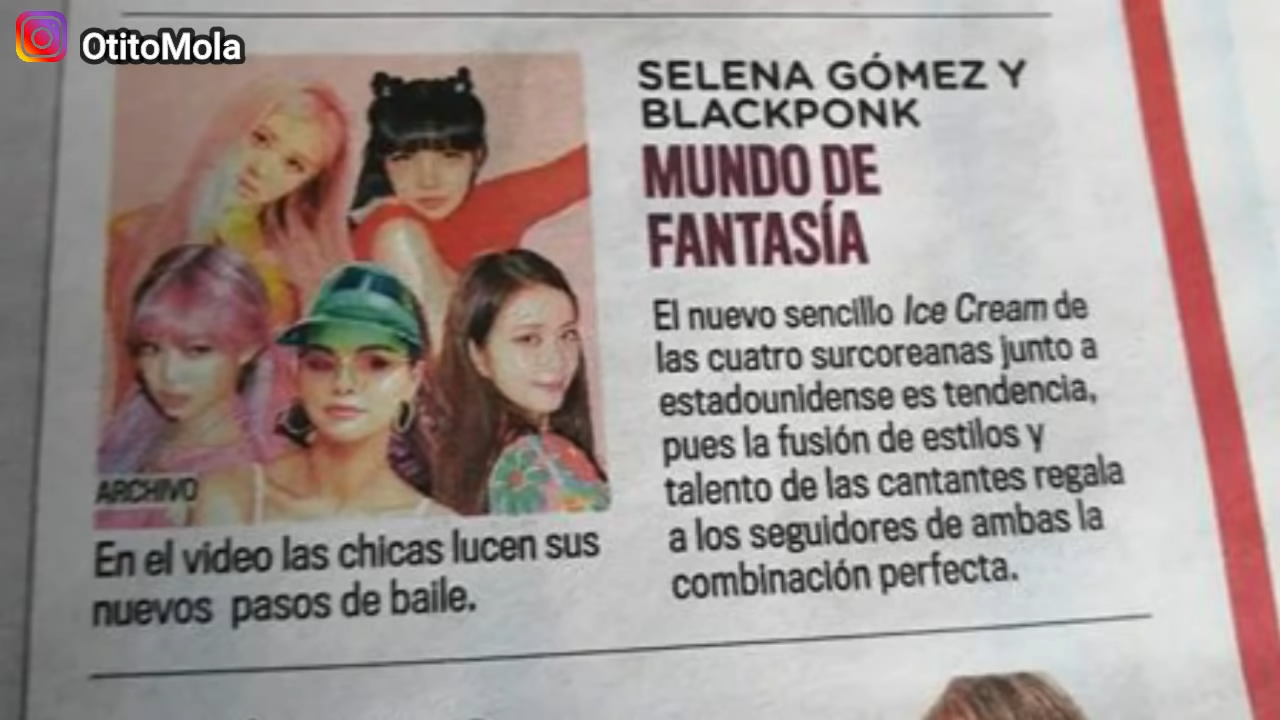 OtitoMola
SELENA GÓMEZ Y
BLACKPONK
MUNDO DE
FANTASÍA
El nuevo sencillo Ice Cream de
las cuatro surcoreanas junto a
estadounidense es tendencia,
pues la fusión de estilos y
talento de las cantantes regala
a los seguidores de ambas la
combinación perfecta.
ARCHIVO
En el video las chicas lucen sus
nuevos pasos de baile.